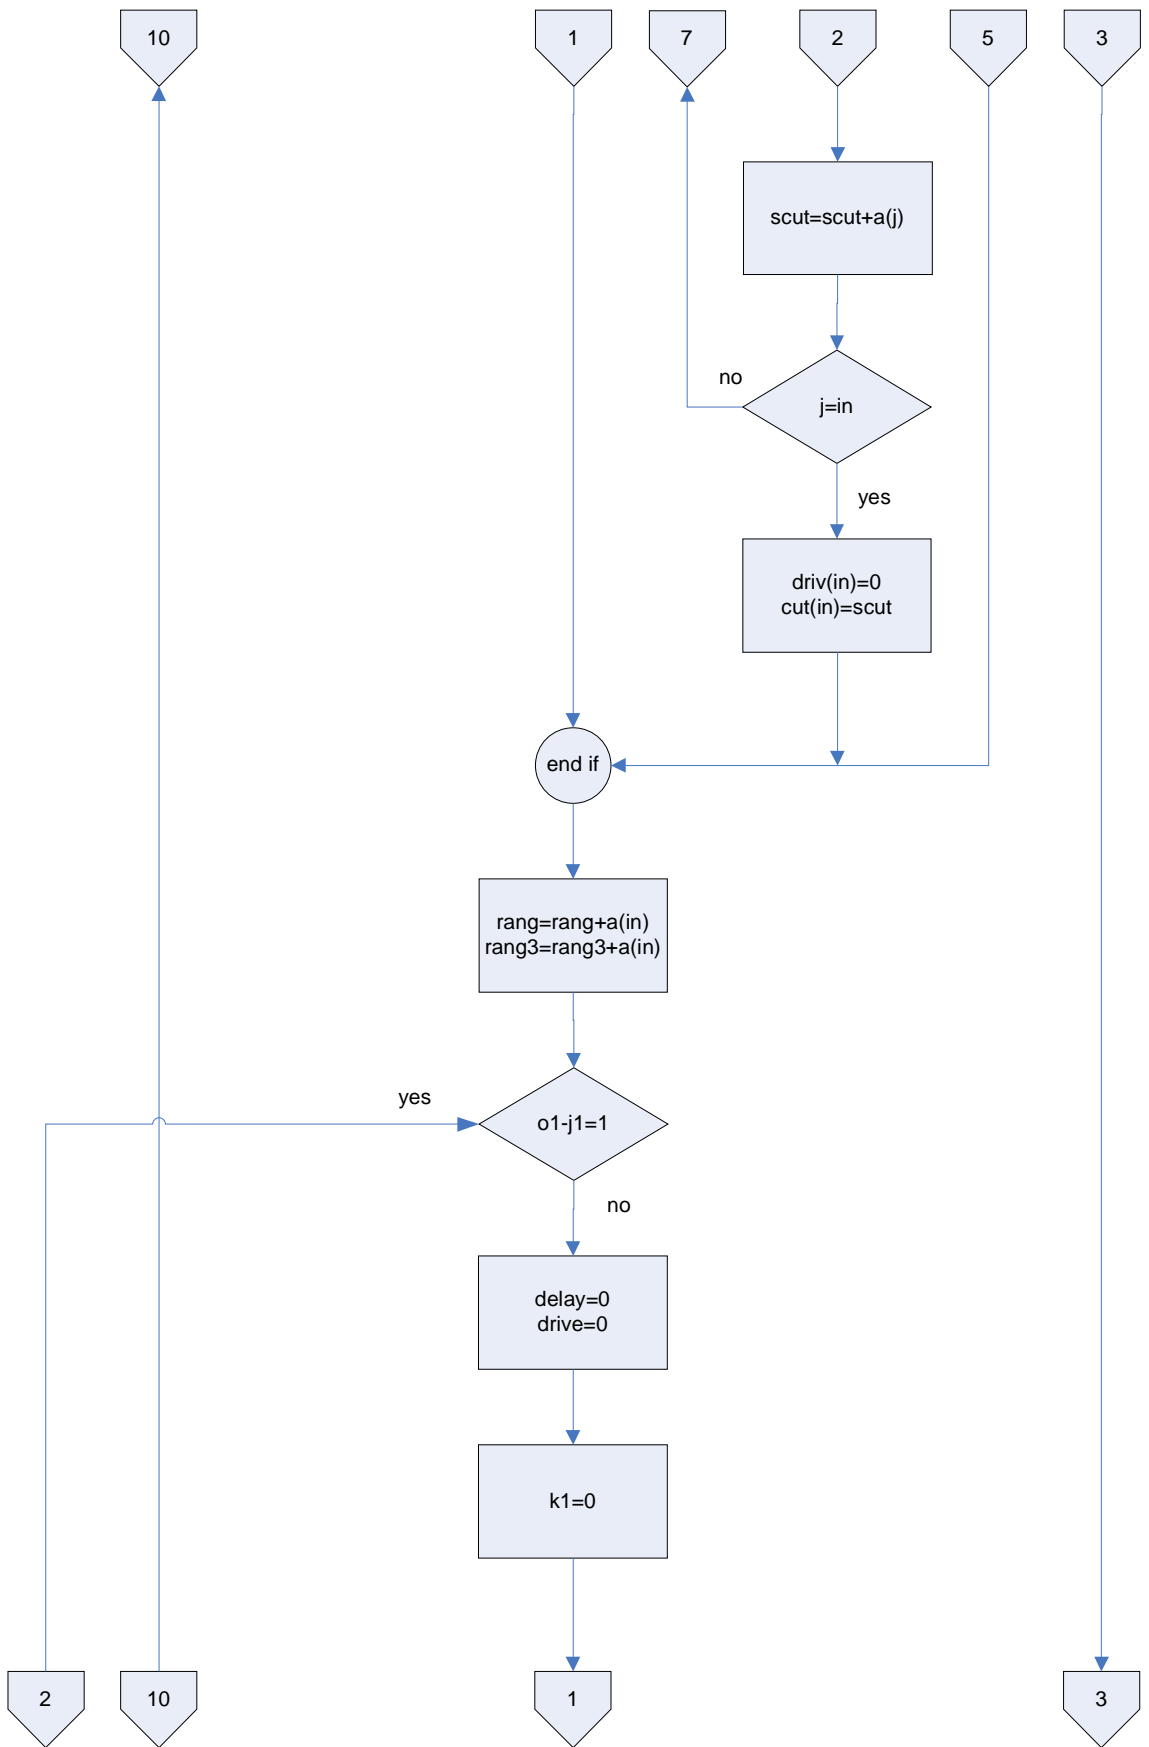 10
1
7
2
5
3
scut=scut+a(j)
no
j=in
yes
driv(in)=0
cut(in)=scut
end if
rang=rang+a(in)
rang3=rang3+a(in)
yes
o1-j1=1
no
delay=0
drive=0
k1=0
2
10
1
3